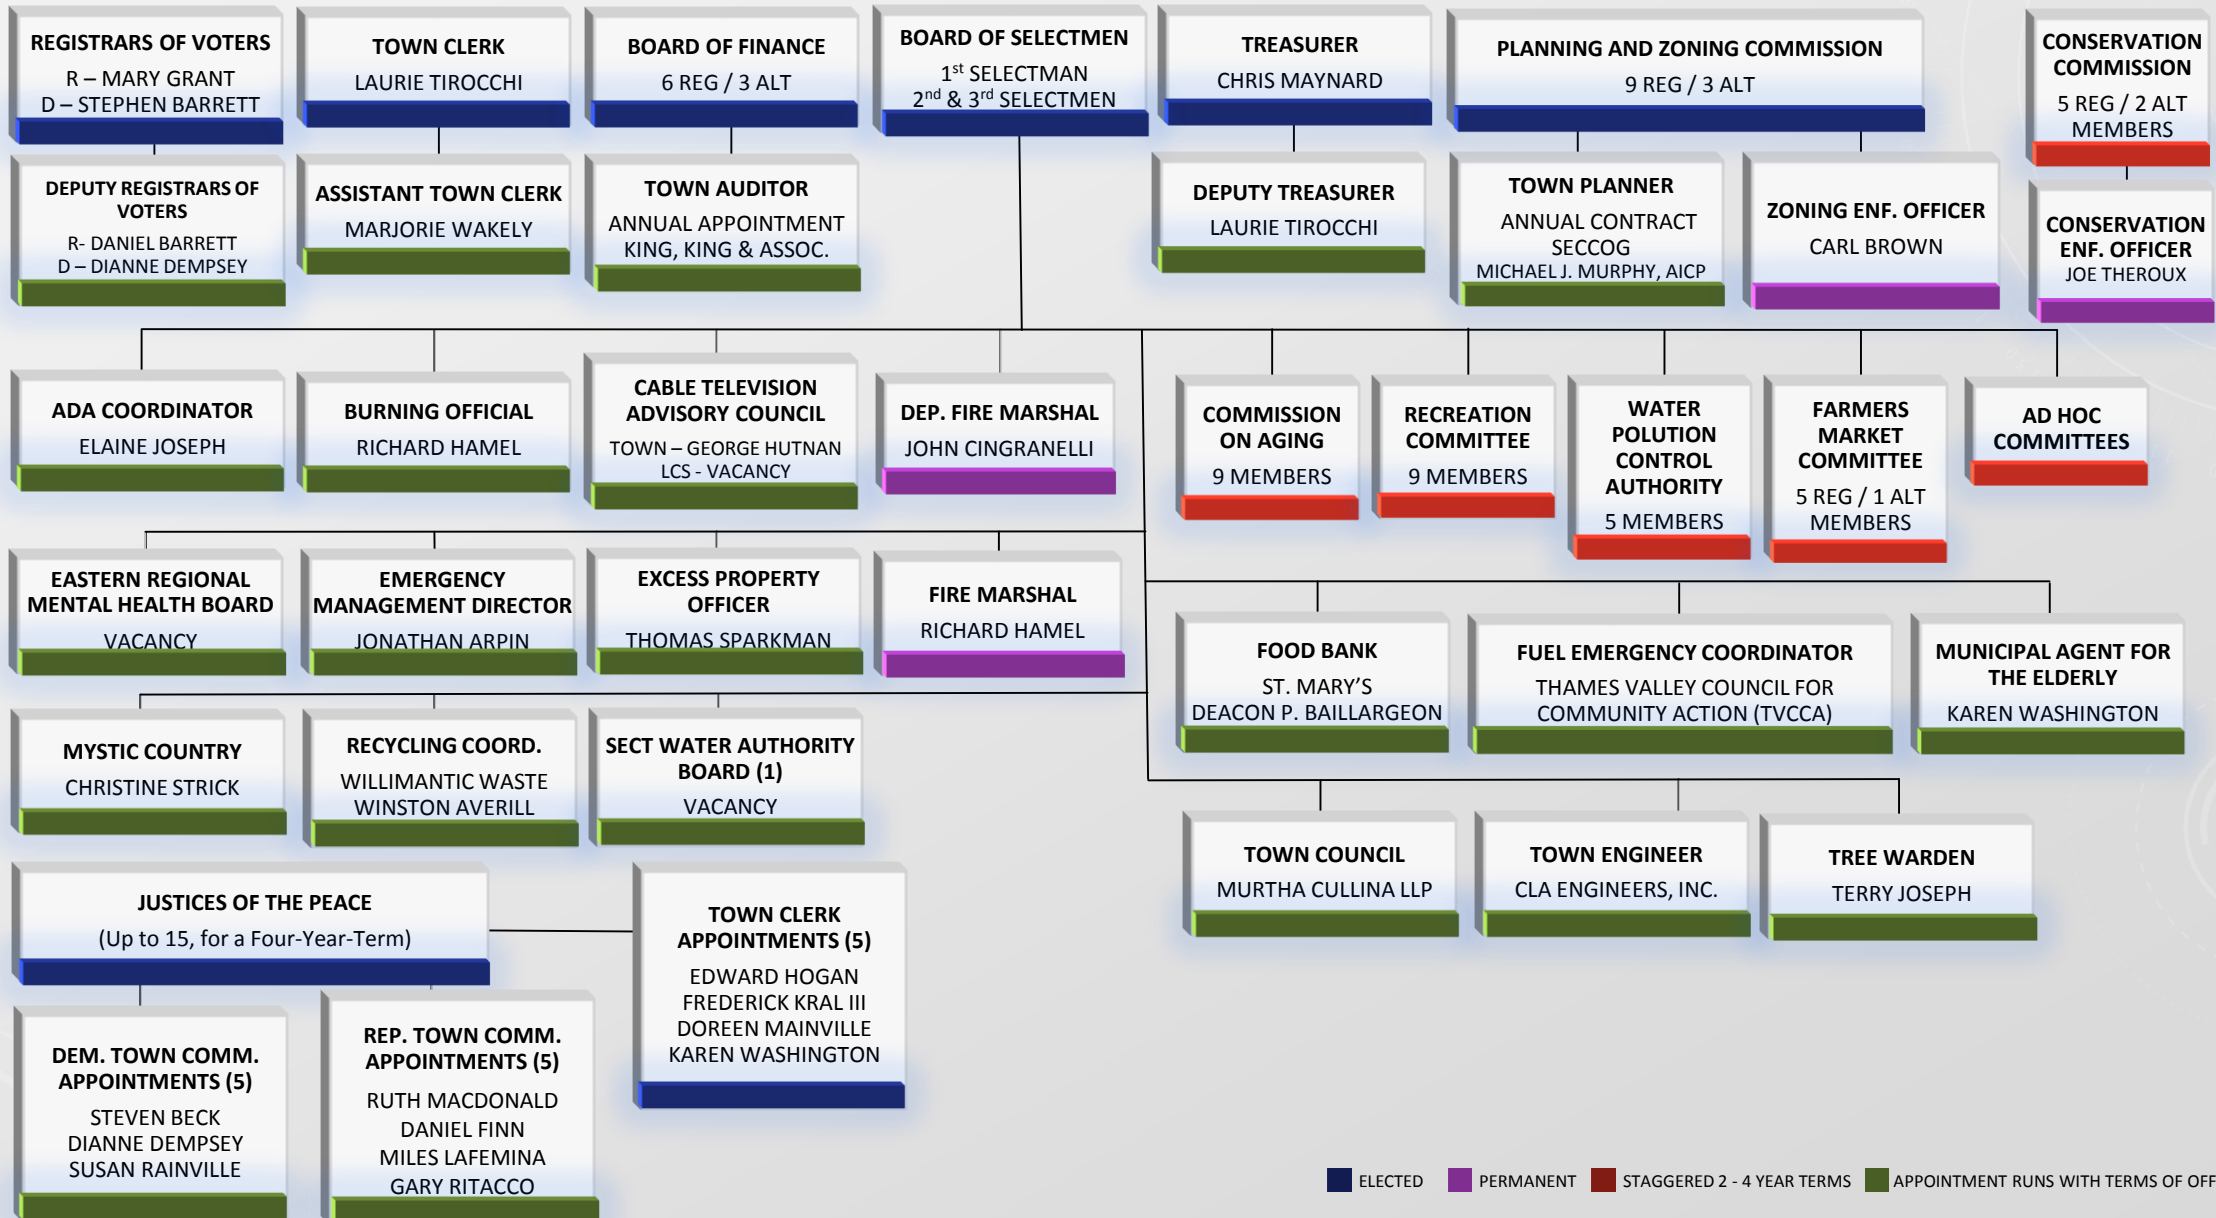 REGISTRARS OF VOTERS
R – MARY GRANT
D – STEPHEN BARRETT
TOWN CLERK
LAURIE TIROCCHI
BOARD OF FINANCE
6 REG / 3 ALT
BOARD OF SELECTMEN
1st SELECTMAN
2nd & 3rd SELECTMEN
TREASURER
CHRIS MAYNARD
PLANNING AND ZONING COMMISSION
9 REG / 3 ALT
CONSERVATION
COMMISSION
5 REG / 2 ALT
MEMBERS
DEPUTY REGISTRARS OF
VOTERS
R- DANIEL BARRETT
D – DIANNE DEMPSEY
ASSISTANT TOWN CLERK
MARJORIE WAKELY
TOWN AUDITOR
ANNUAL APPOINTMENT
KING, KING & ASSOC.
DEPUTY TREASURER
LAURIE TIROCCHI
TOWN PLANNER
ANNUAL CONTRACT
SECCOG
MICHAEL J. MURPHY, AICP
ZONING ENF. OFFICER
CARL BROWN
CONSERVATION
ENF. OFFICER
JOE THEROUX
ADA COORDINATOR
ELAINE JOSEPH
BURNING OFFICIAL
RICHARD HAMEL
CABLE TELEVISION
ADVISORY COUNCIL
TOWN – GEORGE HUTNAN
LCS - VACANCY
DEP. FIRE MARSHAL
JOHN CINGRANELLI
COMMISSION
ON AGING
9 MEMBERS
RECREATION
COMMITTEE
9 MEMBERS
WATER
POLUTION
CONTROL
AUTHORITY
5 MEMBERS
FARMERS
MARKET
COMMITTEE
5 REG / 1 ALT
MEMBERS
AD HOC
COMMITTEES
EASTERN REGIONAL
MENTAL HEALTH BOARD
VACANCY
EMERGENCY
MANAGEMENT DIRECTOR
JONATHAN ARPIN
EXCESS PROPERTY
OFFICER
THOMAS SPARKMAN
FIRE MARSHAL
RICHARD HAMEL
FOOD BANK
ST. MARY’S
DEACON P. BAILLARGEON
FUEL EMERGENCY COORDINATOR
THAMES VALLEY COUNCIL FOR
COMMUNITY ACTION (TVCCA)
MUNICIPAL AGENT FOR
THE ELDERLY
KAREN WASHINGTON
MYSTIC COUNTRY
CHRISTINE STRICK
RECYCLING COORD.
WILLIMANTIC WASTE
WINSTON AVERILL
SECT WATER AUTHORITY
BOARD (1)
VACANCY
TOWN COUNCIL
MURTHA CULLINA LLP
TOWN ENGINEER
CLA ENGINEERS, INC.
TREE WARDEN
TERRY JOSEPH
JUSTICES OF THE PEACE
(Up to 15, for a Four-Year-Term)
TOWN CLERK
APPOINTMENTS (5)
EDWARD HOGAN
FREDERICK KRAL III
DOREEN MAINVILLE
KAREN WASHINGTON
DEM. TOWN COMM.
APPOINTMENTS (5)
STEVEN BECK
DIANNE DEMPSEY
SUSAN RAINVILLE
REP. TOWN COMM.
APPOINTMENTS (5)
RUTH MACDONALD
DANIEL FINN
MILES LAFEMINA
GARY RITACCO
ELECTED PERMANENT STAGGERED 2 - 4 YEAR TERMS APPOINTMENT RUNS WITH TERMS OF OFF